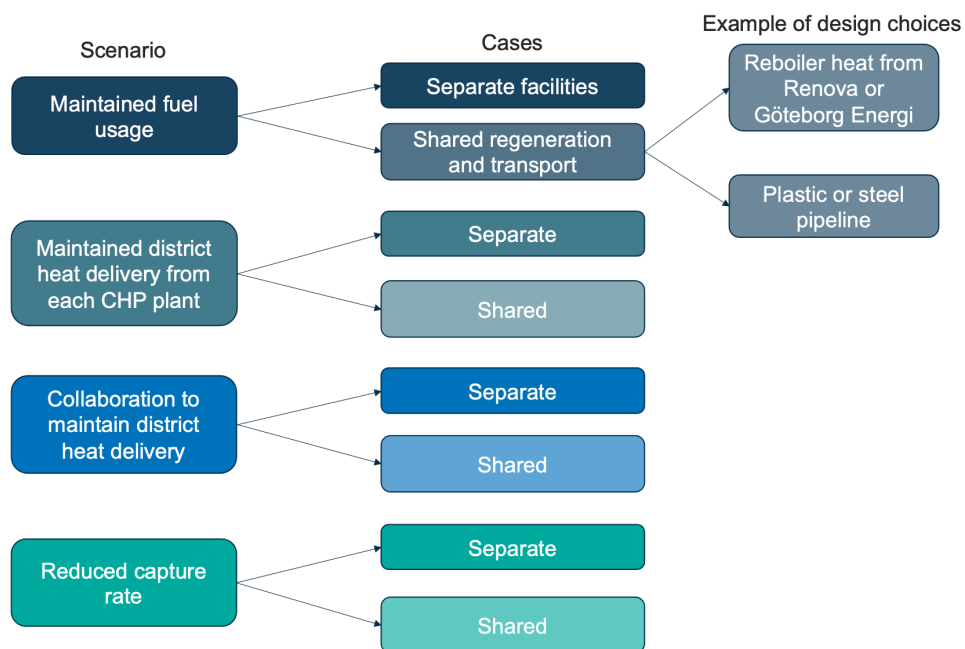 Scenario
Cases
Example of design choices
Maintained fuel
usage
Separate facilities
Shared regeneration
and transport
Reboiler heat from
Renova or
Göteborg Energi
Plastic or steel
pipeline
Maintained district
heat delivery from
each CHP plant
Separate
Shared
Collaboration to
maintain district
heat delivery
Separate
Shared
Reduced capture
rate
Separate
Shared